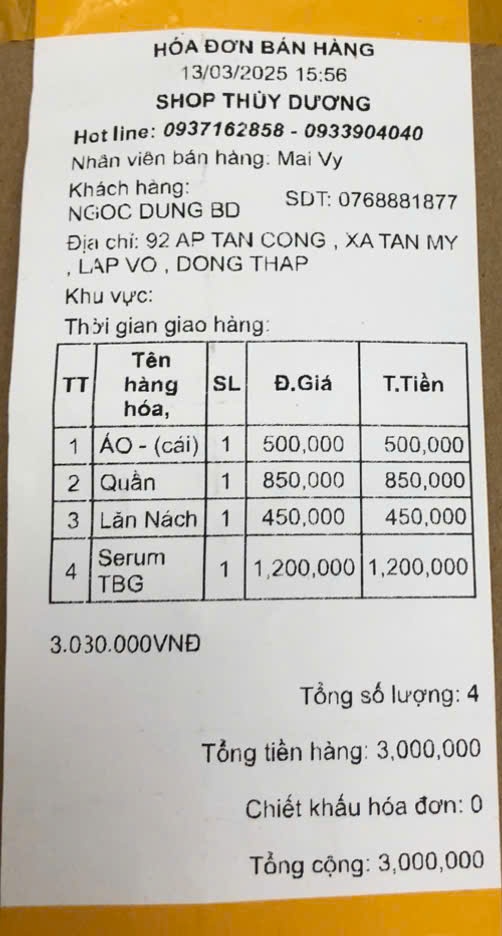 HÓA ĐƠN BÁN HÀNG
13/03/2025 15:56
SHOP THÙY DƯƠNG
Hot line: 0937162858 - 0933904040
Nhân viên bán hàng: Mai Vy
Khách hàng:
NGOC DUNG BD SDT: 0768881877
Địa chỉ: 92 AP TAN CONG , XA TAN MY
, LAP VO , DONG THAP
Khu vực:
Thời gian giao hàng:
TT Tên hàng hóa, SL Đ.Giá T.Tiền
1 ÁO - (cái) 1 500,000 500,000
2 Quần 1 850,000 850,000
3 Lăn Nách 1 450,000 450,000
4 Serum TBG 1 1,200,000 1,200,000
3.030.000VNĐ
Tổng số lượng: 4
Tổng tiền hàng: 3,000,000
Chiết khấu hóa đơn: 0
Tổng cộng: 3,000,000